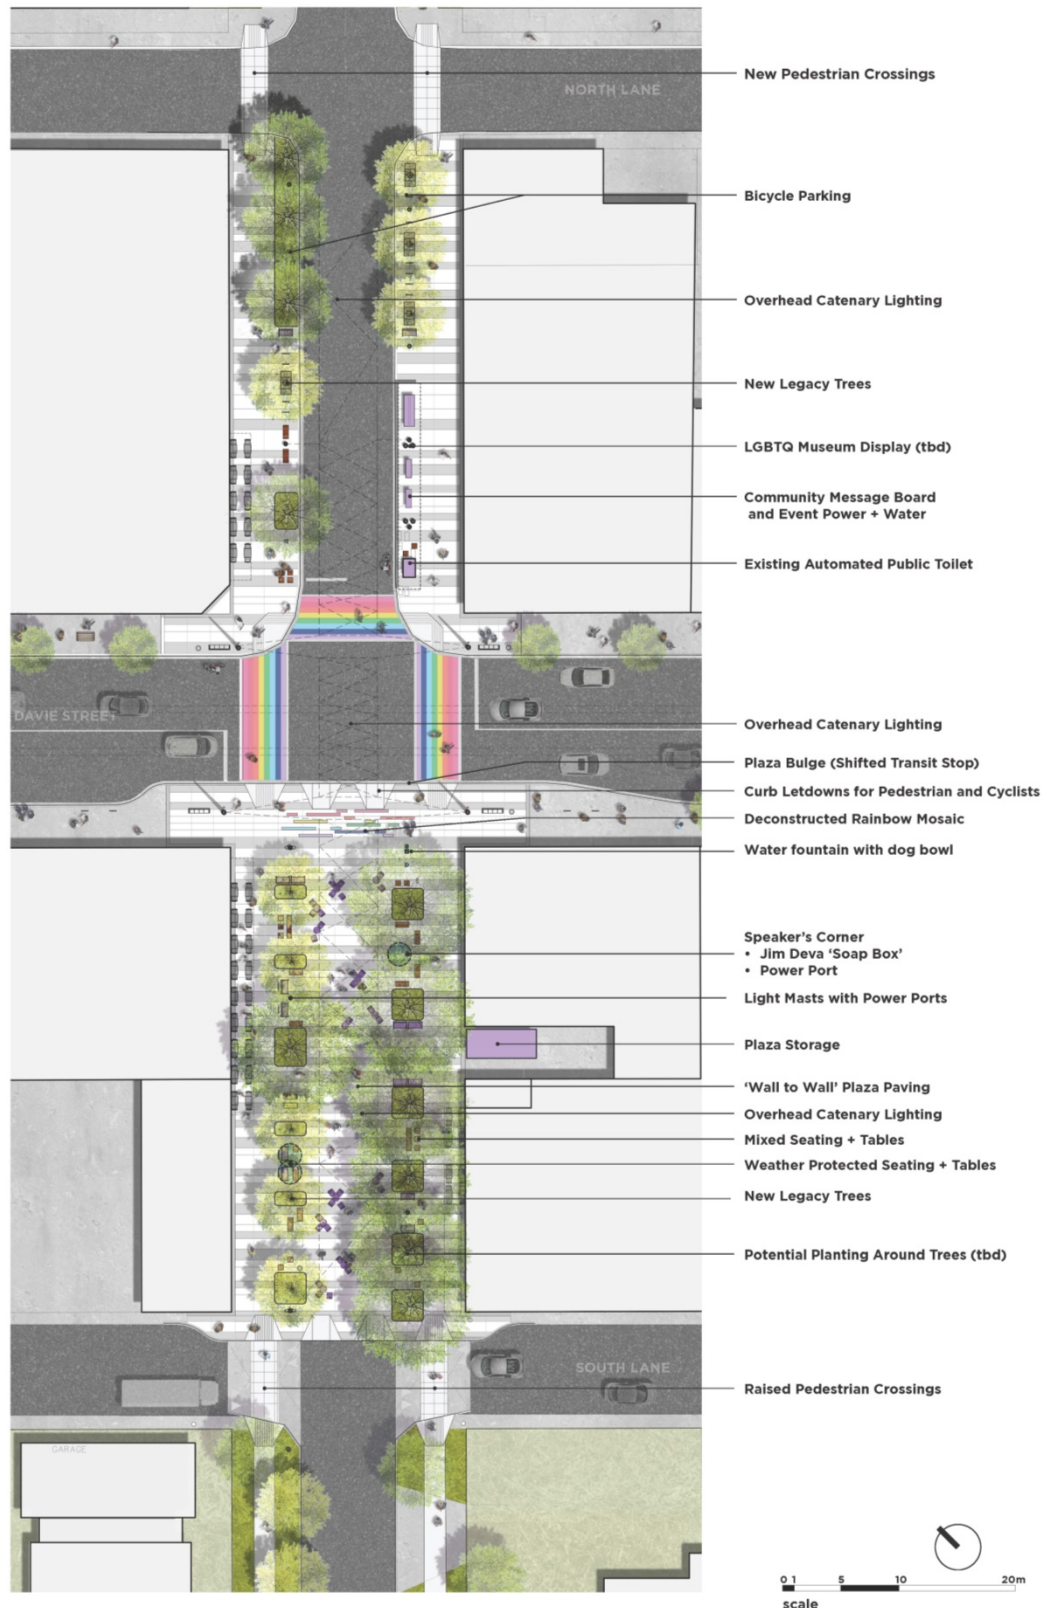 NORTH LANE
New Pedestrian Crossings
Bicycle Parking
Overhead Catenary Lighting
New Legacy Trees
LGBTQ Museum Display (tbd)
Community Message Board
and Event Power + Water
Existing Automated Public Toilet
DAVIE STREET
Overhead Catenary Lighting
Plaza Bulge (Shifted Transit Stop)
Curb Letdowns for Pedestrian and Cyclists
Deconstructed Rainbow Mosaic
Water fountain with dog bowl
Speaker's Corner
• Jim Deva ‘Soap Box’
• Power Port
Light Masts with Power Ports
Plaza Storage
‘Wall to Wall’ Plaza Paving
Overhead Catenary Lighting
Mixed Seating + Tables
Weather Protected Seating + Tables
New Legacy Trees
Potential Planting Around Trees (tbd)
SOUTH LANE
Raised Pedestrian Crossings
GARAGE
0 1 5 10 20m
scale